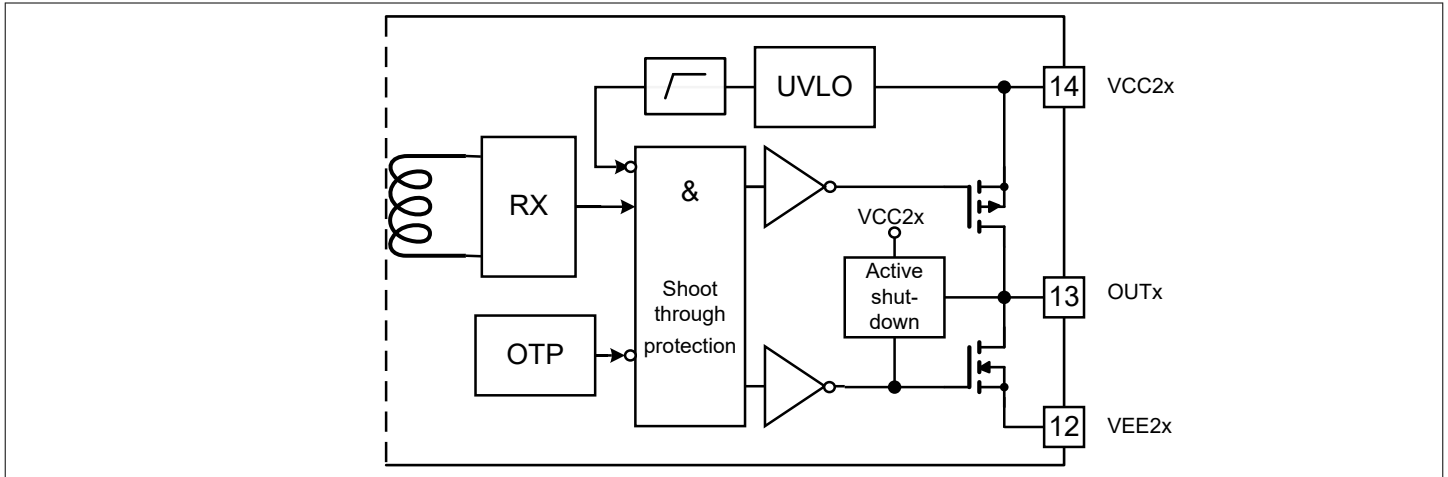 UVLO
14
VCC2x
RX
&
Shoot
through
protection
VCC2x
Active
shut-
down
13
OUTx
OTP
12
VEE2x